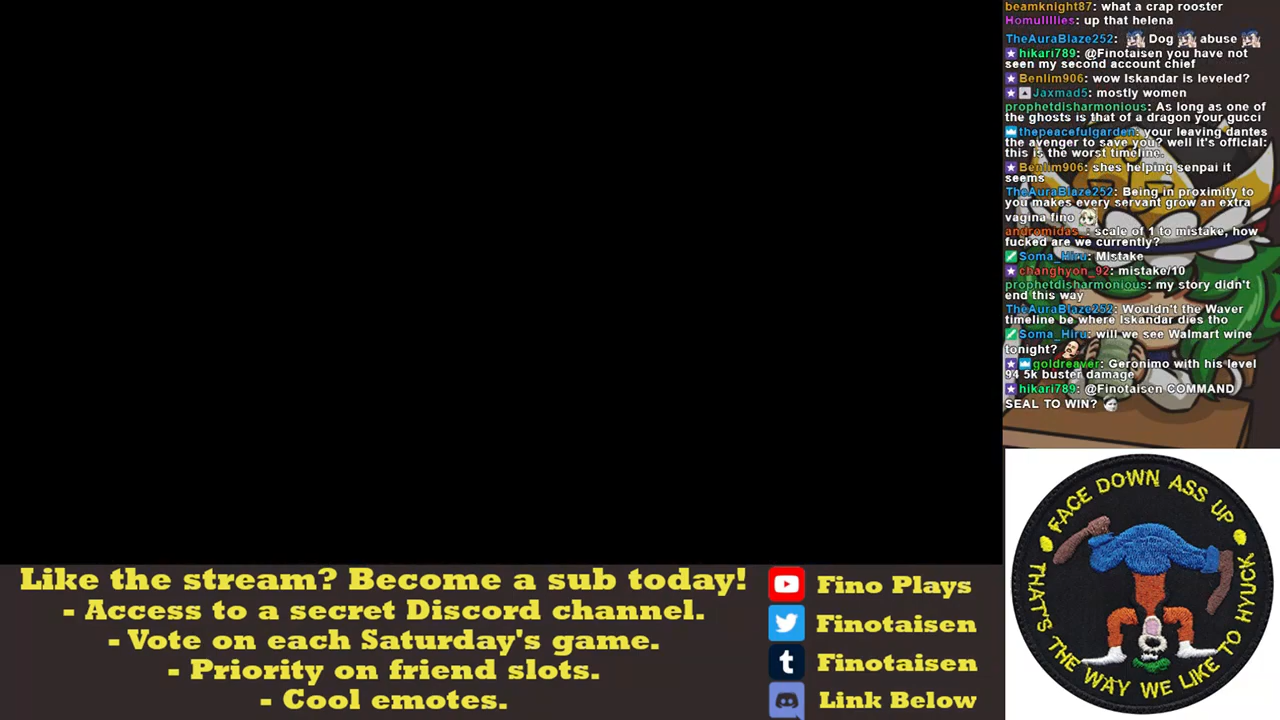 beamknight87: what a crap rooster
Homulilies: up that helena
TheAuraBlaze252: Dog abuse
hikari789: @Finotaisen you have not
seen my second account chief
Benlim906: wow Iskandar is leveled?
Jaxmad5: mostly women
prophetdisharmonious: As long as one of
the ghosts is that of a dragon your gucci
thepeacefulgarden: your leaving dantes
the avenger to save you? well it's official:
this is the worst timeline.
Benlim906: shes helping senpai it
seems
TheAuraBlaze252: Being in proximity to
you makes every servant grow an extra
vagina fino
andromidas_: scale of 1 to mistake, how
fucked are we currently?
Soma_Hiru: Mistake
changhyon_92: mistake/10
prophetdisharmonious: my story didn't
end this way
TheAuraBlaze252: Wouldn't the Waver
timeline be where Iskandar dies tho
Soma_Hiru: will we see Walmart wine
tonight?
goldreaver: Geronimo with his level
94 5k buster damage
hikari789: @Finotaisen COMMAND
SEAL TO WIN?
Like the stream? Become a sub today!
- Access to a secret Discord channel.
- Vote on each Saturday's game.
- Priority on friend slots.
- Cool emotes.
Fino Plays
Finotaisen
Finotaisen
Link Below
FACE DOWN ASS UP
THAT'S THE WAY WE LIKE TO HYUCK